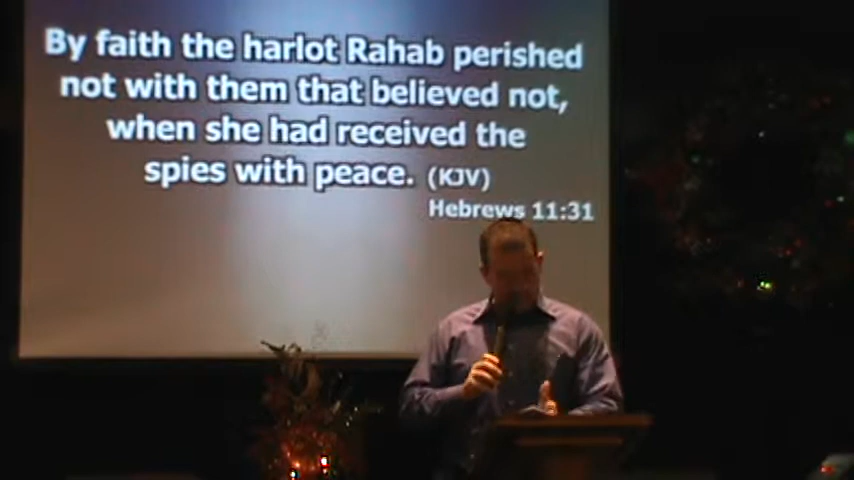 By faith the harlot Rahab perished
not with them that believed not,
when she had received the
spies with peace. (KJV)
Hebrews 11:31